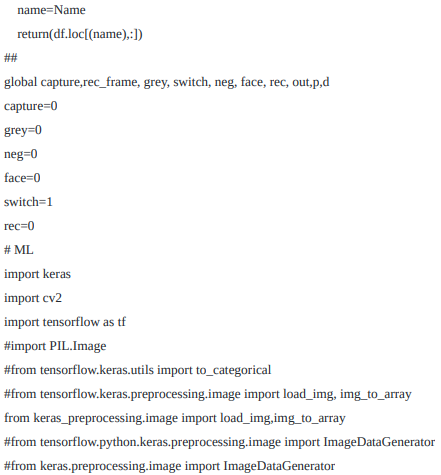 name=Name
return(df.loc[(name),:])
##
global capture,rec_frame, grey, switch, neg, face, rec, out,p,d
capture=0
grey=0
neg=0
face=0
switch=1
rec=0
# ML
import keras
import cv2
import tensorflow as tf
#import PIL.Image
#from tensorflow.keras.utils import to_categorical
#from tensorflow.keras.preprocessing.image import load_img, img_to_array
from keras_preprocessing.image import load_img,img_to_array
#from tensorflow.python.keras.preprocessing.image import ImageDataGenerator
#from keras.preprocessing.image import ImageDataGenerator